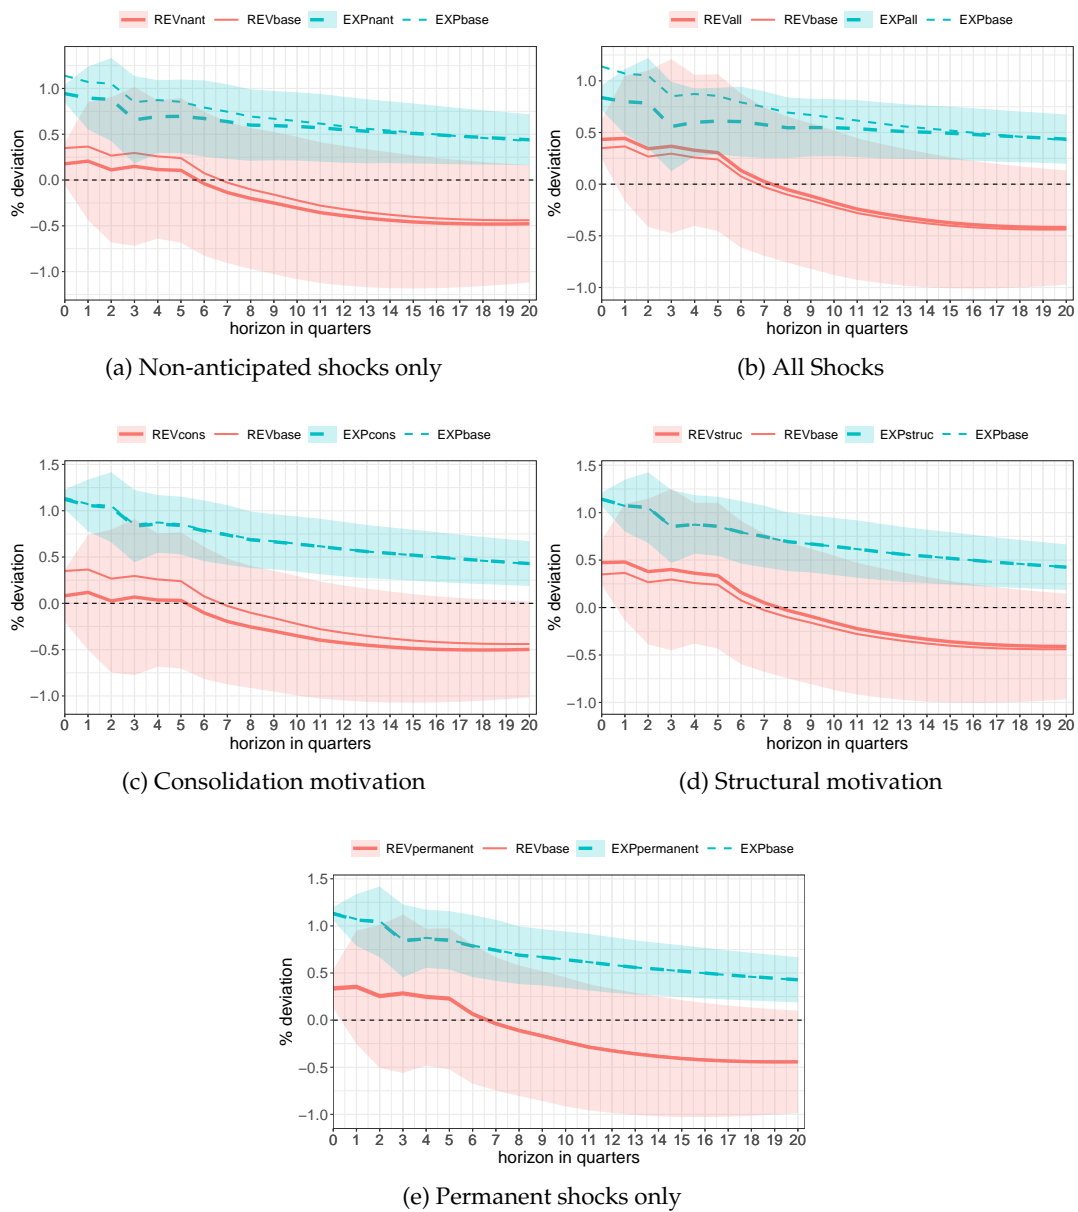 REVnant REVbase EXPnant EXPbase
% deviation
1.0
0.5
0.0
−0.5
−1.0
0 1 2 3 4 5 6 7 8 9 10 11 12 13 14 15 16 17 18 19 20
horizon in quarters
(a) Non-anticipated shocks only
REVall REVbase EXPall EXPbase
% deviation
1.0
0.5
0.0
−0.5
−1.0
0 1 2 3 4 5 6 7 8 9 10 11 12 13 14 15 16 17 18 19 20
horizon in quarters
(b) All Shocks
REVcons REVbase EXPcons EXPbase
% deviation
1.5
1.0
0.5
0.0
−0.5
−1.0
0 1 2 3 4 5 6 7 8 9 10 11 12 13 14 15 16 17 18 19 20
horizon in quarters
(c) Consolidation motivation
REVstruc REVbase EXPstruc EXPbase
% deviation
1.5
1.0
0.5
0.0
−0.5
−1.0
0 1 2 3 4 5 6 7 8 9 10 11 12 13 14 15 16 17 18 19 20
horizon in quarters
(d) Structural motivation
REVpermanent REVbase EXPpermanent EXPbase
% deviation
1.5
1.0
0.5
0.0
−0.5
−1.0
0 1 2 3 4 5 6 7 8 9 10 11 12 13 14 15 16 17 18 19 20
horizon in quarters
(e) Permanent shocks only